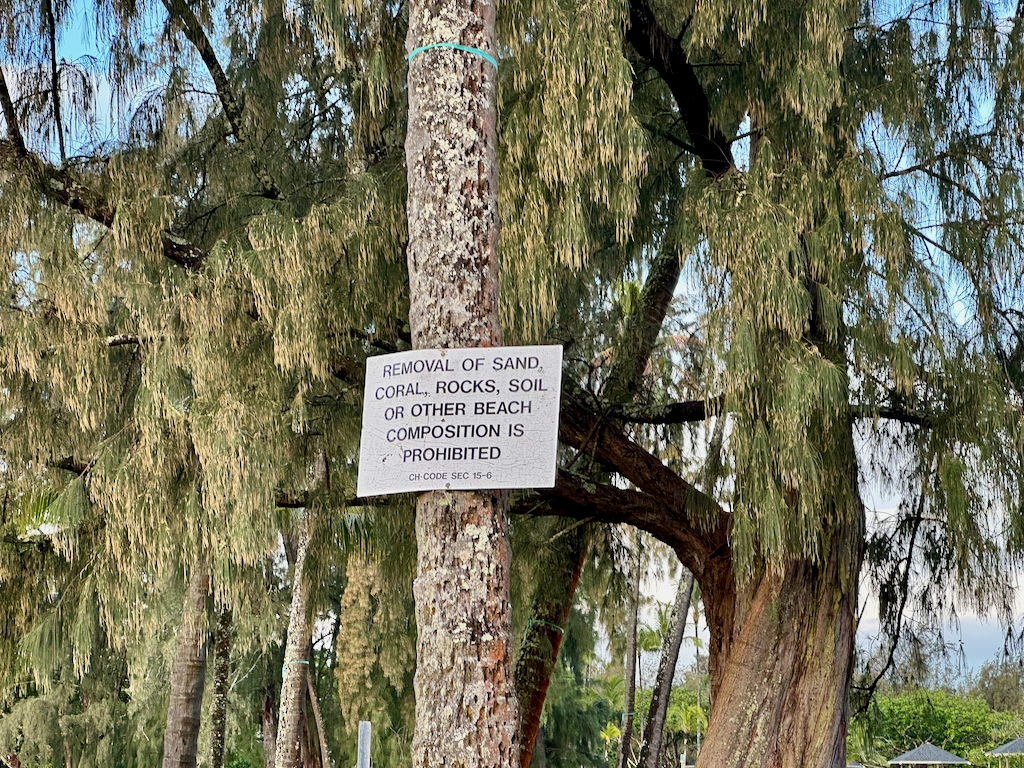 REMOVAL OF SAND,
CORAL, ROCKS, SOIL
OR OTHER BEACH
COMPOSITION IS
PROHIBITED
CH-CODE SEC 15-6